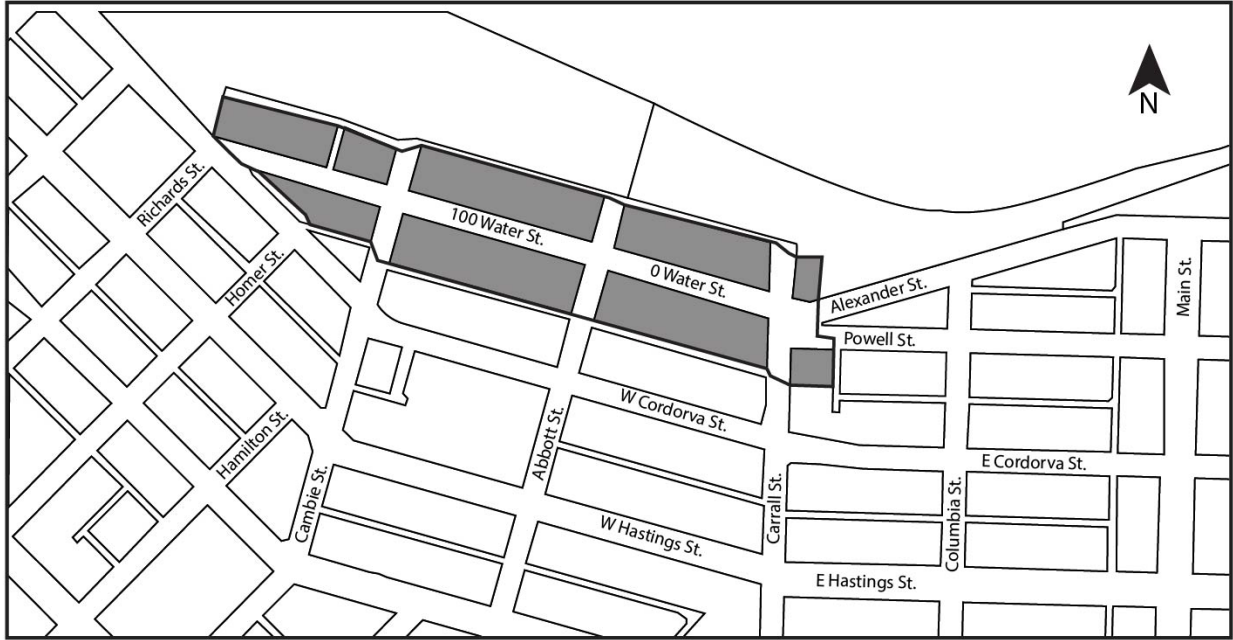 N
Richards St.
100 Water St.
Homer St.
0 Water St.
Alexander St.
Main St.
Powell St.
W Cordorva St.
Hamilton St.
Abbott St.
Cambie St.
E Cordorva St.
Carrall St.
Columbia St.
W Hastings St.
E Hastings St.